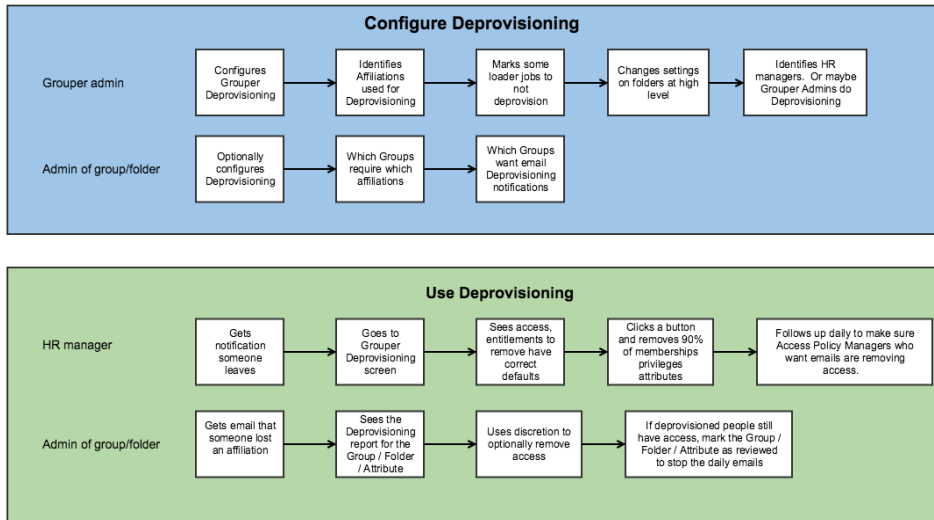 Configure Deprovisioning
Grouper admin
Configures
Grouper
Deprovisioning
Identifies
Affiliations
used for
Deprovisioning
Marks some
loader jobs to
not
deprovision
Changes settings
on folders at high
level
Identifies HR
managers. Or maybe
Grouper Admins do
Deprovisioning
Admin of group/folder
Optionally
configures
Deprovisioning
Which Groups
require which
affiliations
Which Groups
want email
Deprovisioning
notifications
Use Deprovisioning
HR manager
Gets
notification
someone
leaves
Goes to
Grouper
Deprovisioning
screen
Sees access,
entitlements to
remove have
correct
defaults
Clicks a button
and removes 90%
of memberships
privileges
attributes
Follows up daily to make sure
Access Policy Managers who
want emails are removing
access.
Admin of group/folder
Gets email that
someone lost
an affiliation
Sees the
Deprovisioning
report for the
Group / Folder
/ Attribute
Uses discretion to
optionally remove
access
If deprovisioned people still
have access, mark the Group /
Folder / Attribute as reviewed
to stop the daily emails